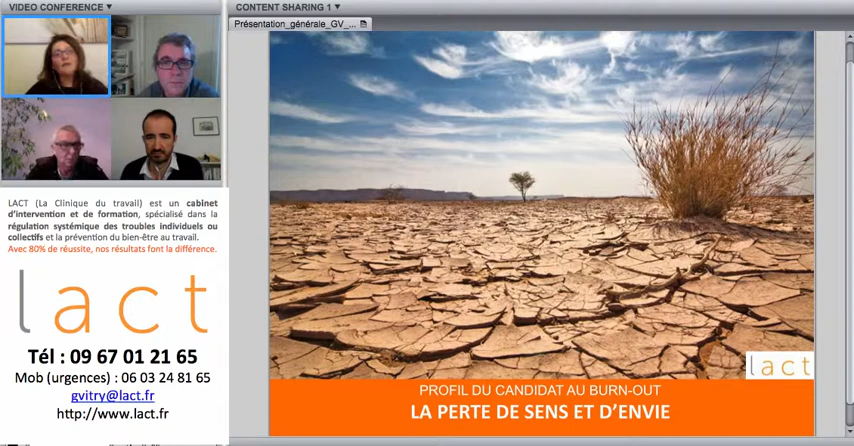 VIDEO CONFERENCE ▼
CONTENT SHARING 1 ▼
Présentation_générale_GV_...
LACT (La Clinique du travail) est un cabinet
d'intervention et de formation, spécialisé dans la
régulation systémique des troubles individuels ou
collectifs et la prévention du bien-être au travail.
Avec 80% de réussite, nos résultats font la différence.
lact
Tél : 09 67 01 21 65
Mob (urgences) : 06 03 24 81 65
gvitry@lact.fr
http://www.lact.fr
lact
PROFIL DU CANDIDAT AU BURN-OUT
LA PERTE DE SENS ET D'ENVIE